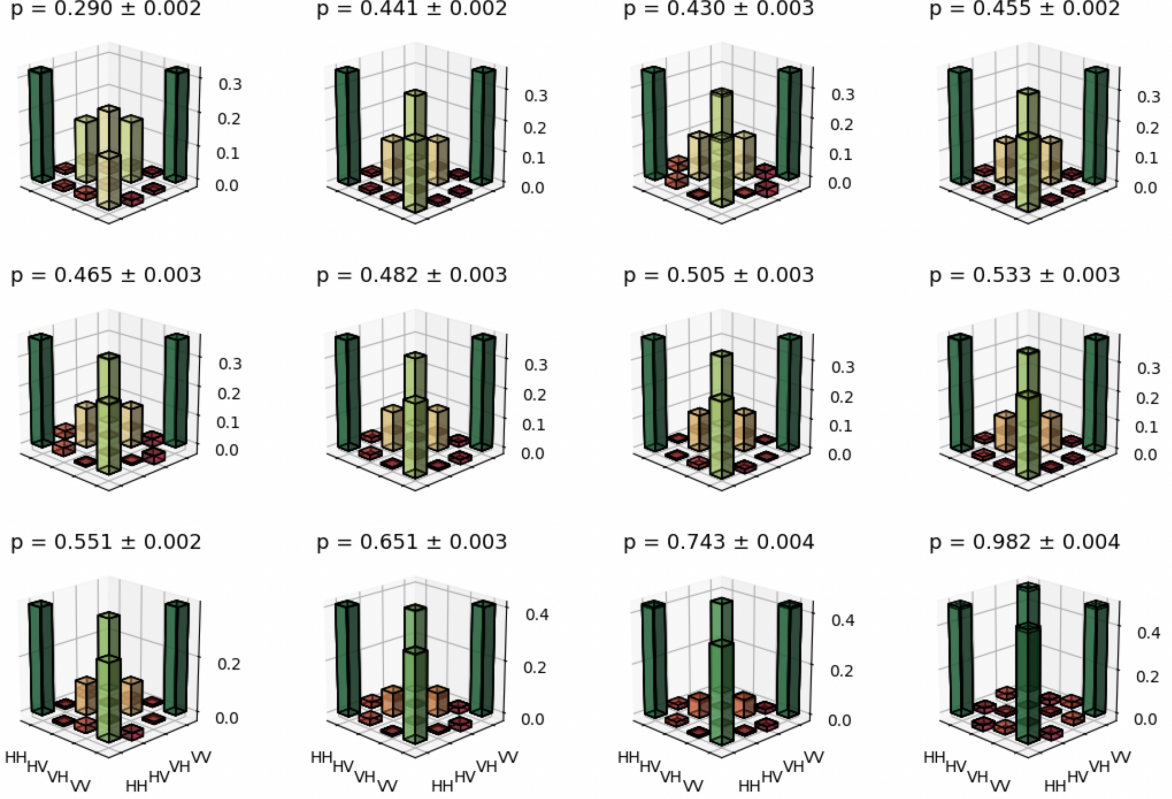 p = 0.290 ± 0.002
p = 0.441 ± 0.002
p = 0.430 ± 0.003
p = 0.455 ± 0.002
0.3
0.2
0.1
0.0
0.3
0.2
0.1
0.0
0.3
0.2
0.1
0.0
0.3
0.2
0.1
0.0
p = 0.465 ± 0.003
p = 0.482 ± 0.003
p = 0.505 ± 0.003
p = 0.533 ± 0.003
0.3
0.2
0.1
0.0
0.3
0.2
0.1
0.0
0.3
0.2
0.1
0.0
0.3
0.2
0.1
0.0
p = 0.551 ± 0.002
p = 0.651 ± 0.003
p = 0.743 ± 0.004
p = 0.982 ± 0.004
0.2
0.0
0.4
0.2
0.0
0.4
0.2
0.0
0.4
0.2
0.0
HH HV VH VV HH HV VH VV
HH HV VH VV HH HV VH VV
HH HV VH VV HH HV VH VV
HH HV VH VV HH HV VH VV